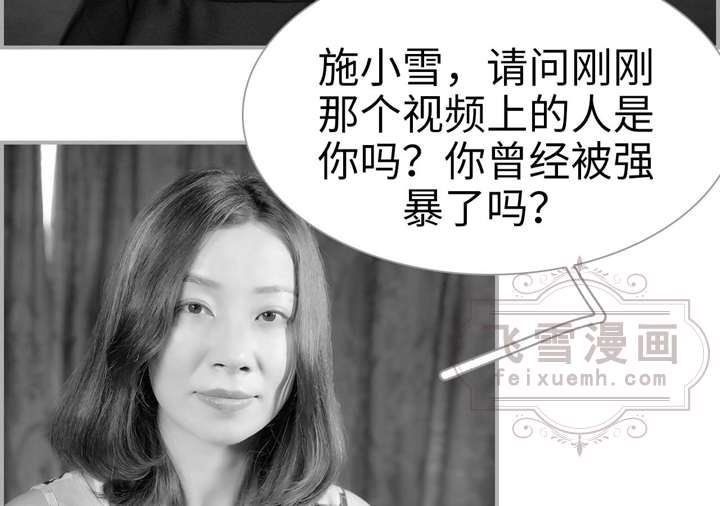 施小雪，请问刚刚
那个视频上的人是
你吗？你曾经被强
暴了吗？
飞雪漫画
feixuemh.com